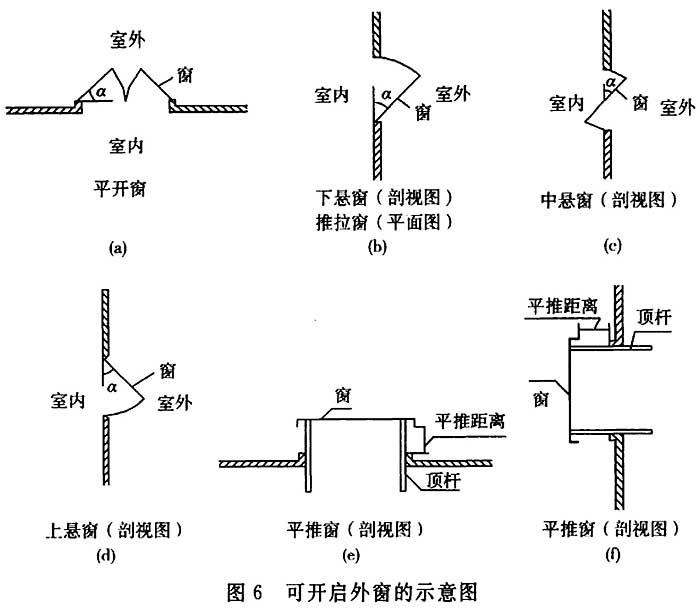 室外
窗
α
室内
平开窗
(a)
室内
α
室外
窗
下悬窗(剖视图)
推拉窗(平面图)
(b)
α
室内
窗
室外
中悬窗(剖视图)
(c)
窗
α
室内
室外
上悬窗(剖视图)
(d)
窗
平推距离
顶杆
平推窗(剖视图)
(e)
平推距离
顶杆
窗
平推窗(剖视图)
(f)
图 6 可开启外窗的示意图